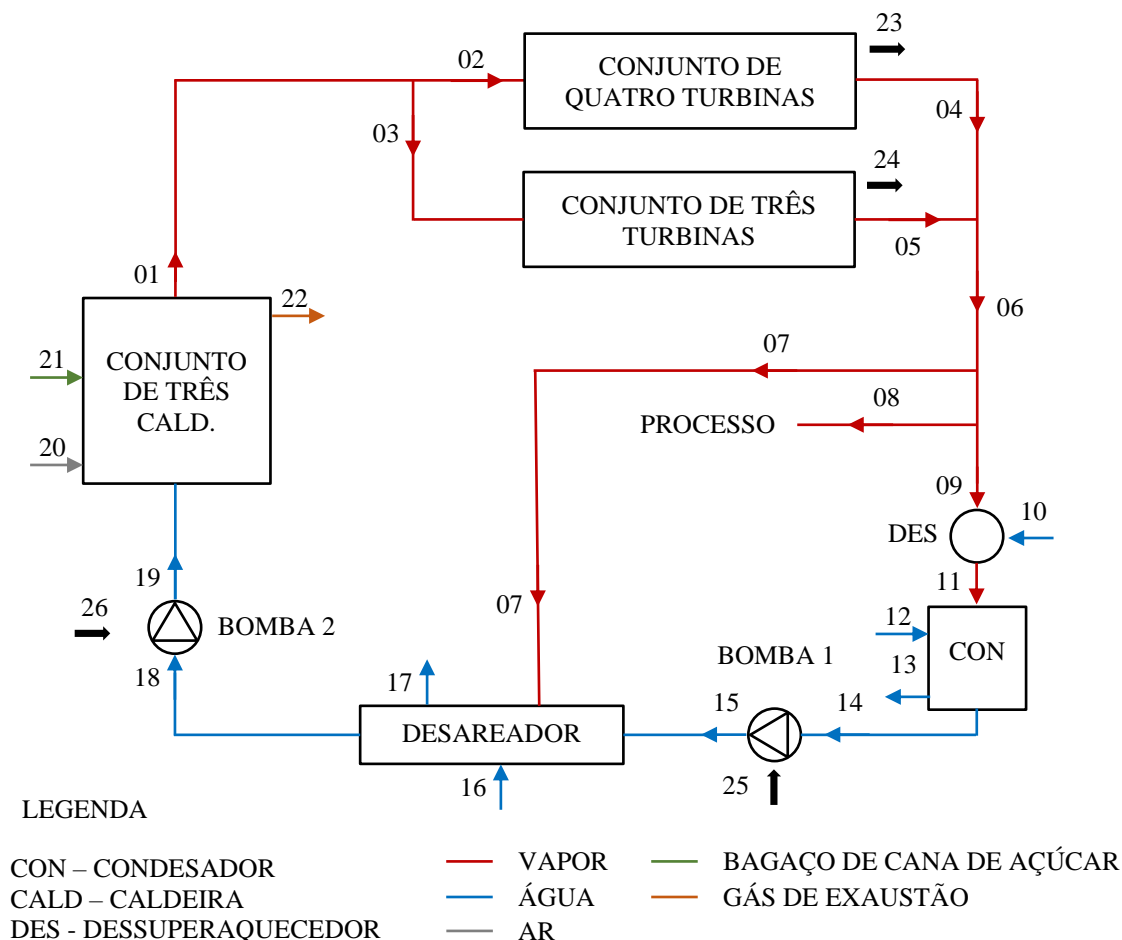 23
02
CONJUNTO DE
QUATRO TURBINAS
04
03
24
CONJUNTO DE TRÊS
TURBINAS
05
01
22
06
CONJUNTO
DE TRÊS
CALD.
21
07
08
PROCESSO
20
09
10
DES
19
11
07
26
BOMBA 2
12
CON
BOMBA 1
13
18
17
15
14
DESAREADOR
16
25
LEGENDA
CON – CONDESADOR
VAPOR
BAGAÇO DE CANA DE AÇÚCAR
CALD – CALDEIRA
ÁGUA
GÁS DE EXAUSTÃO
DES - DESSUPERAQUECEDOR
AR